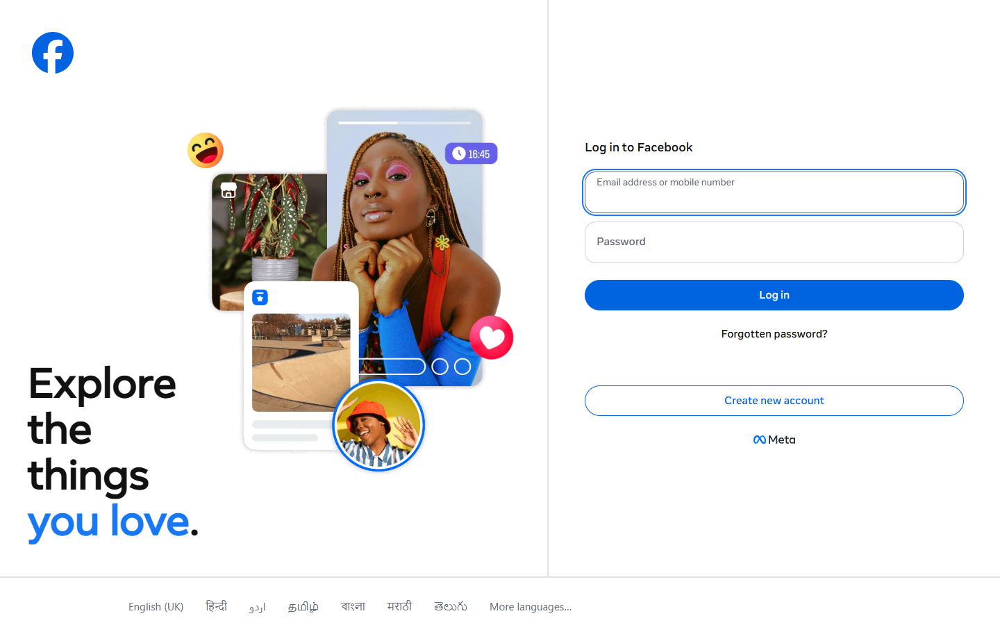 16:45
Explore
the
things
you love.
Log in to Facebook
Email address or mobile number
Password
Log in
Forgotten password?
Create new account
Meta
English (UK) हिन्दी اردو தமிழ் বাংলা मराठी తెలుగు More languages…